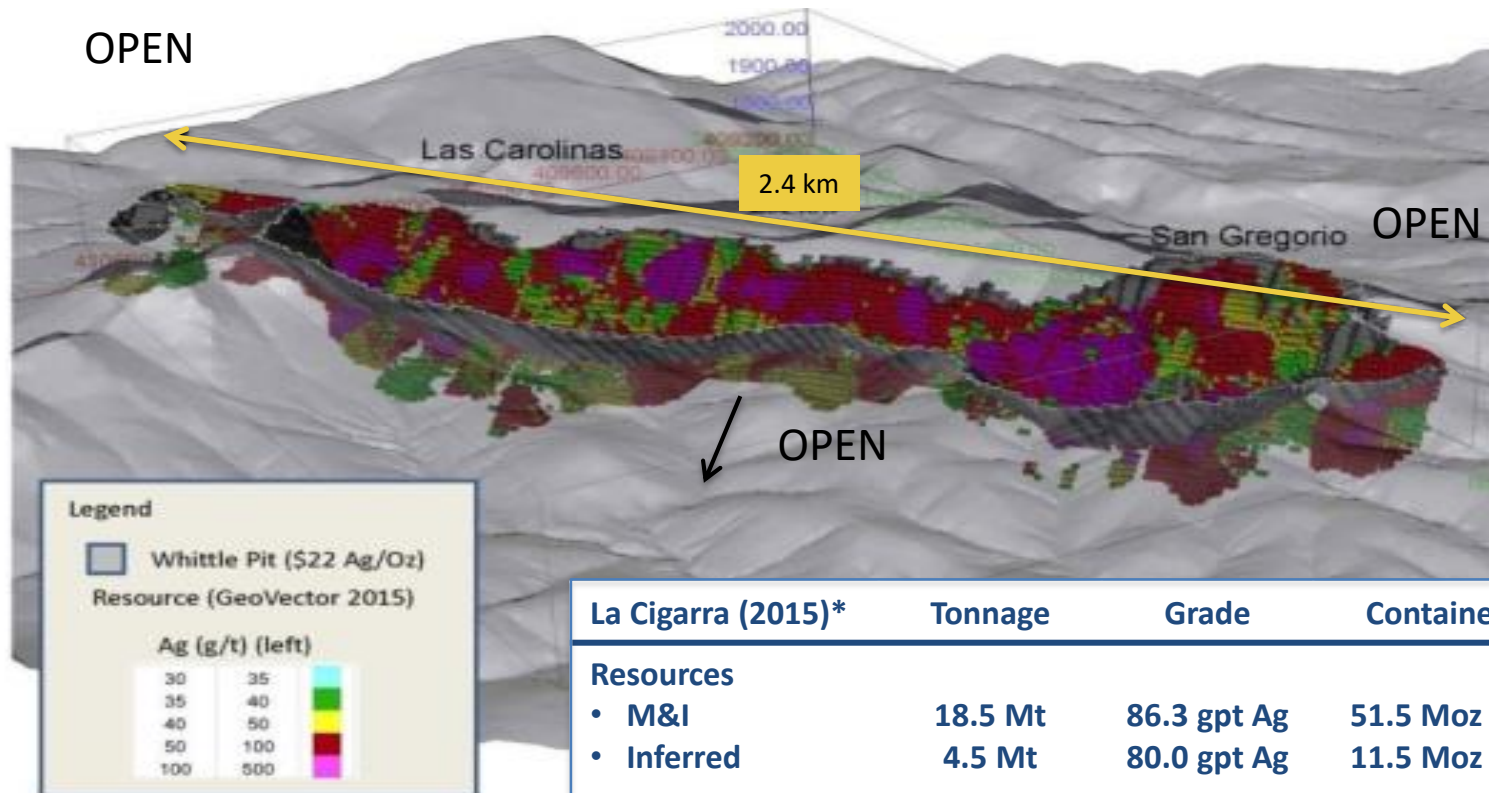 OPEN
2000.00
1900.00
Las Carolinas
2.4 km
OPEN
San Gregorio
OPEN
Legend
Whittle Pit ($22 Ag/Oz)
Resource (GeoVector 2015)
Ag (g/t) (left)
30 35
35 40
40 50
50 100
100 500
La Cigarra (2015)* Tonnage Grade Containe
Resources
• M&I 18.5 Mt 86.3 gpt Ag 51.5 Moz
• Inferred 4.5 Mt 80.0 gpt Ag 11.5 Moz